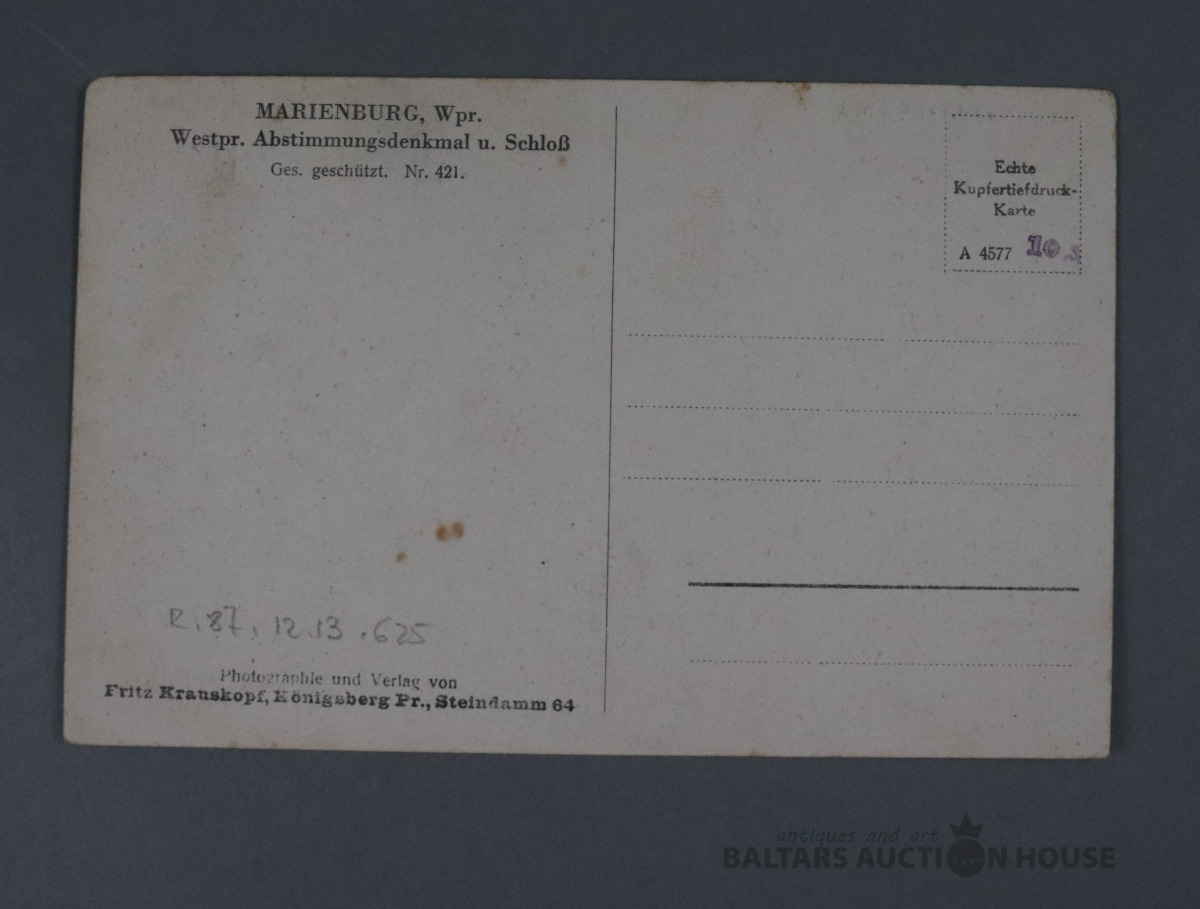 MARIENBURG, Wpr.
Westpr. Abstimmungsdenkmal u. Schloß
Ges. geschützt. Nr. 421.
Echte
Kupfertiefdruck-
Karte
A 4577 10
R. 87. 12.13 .625
Photographie und Verlag von
Fritz Krauskopf, Königsberg Pr., Steindamm 64
antiques and art
BALTARS AUCTION HOUSE